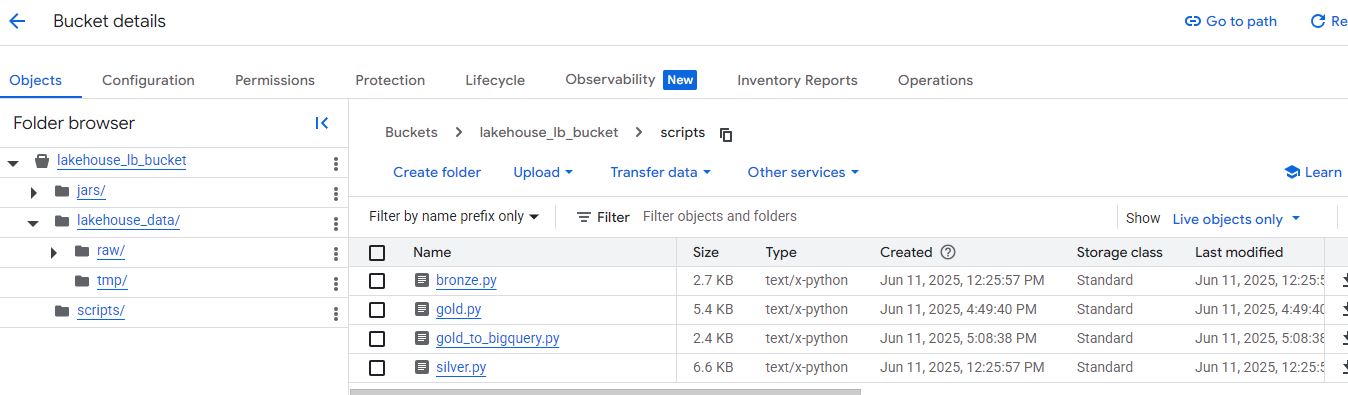 Bucket details
Go to path
Re
Objects Configuration Permissions Protection Lifecycle Observability New Inventory Reports Operations
Folder browser
lakehouse_lb_bucket
jars/
lakehouse_data/
raw/
tmp/
scripts/
Buckets > lakehouse_lb_bucket > scripts
Create folder Upload Transfer data Other services Learn
Filter by name prefix only Filter Filter objects and folders Show Live objects only
Name Size Type Created Storage class Last modified
bronze.py 2.7 KB text/x-python Jun 11, 2025, 12:25:57 PM Standard Jun 11, 2025, 12:25:5
gold.py 5.4 KB text/x-python Jun 11, 2025, 4:49:40 PM Standard Jun 11, 2025, 4:49:40
gold_to_bigquery.py 2.4 KB text/x-python Jun 11, 2025, 5:08:38 PM Standard Jun 11, 2025, 5:08:38
silver.py 6.6 KB text/x-python Jun 11, 2025, 12:25:57 PM Standard Jun 11, 2025, 12:25:5